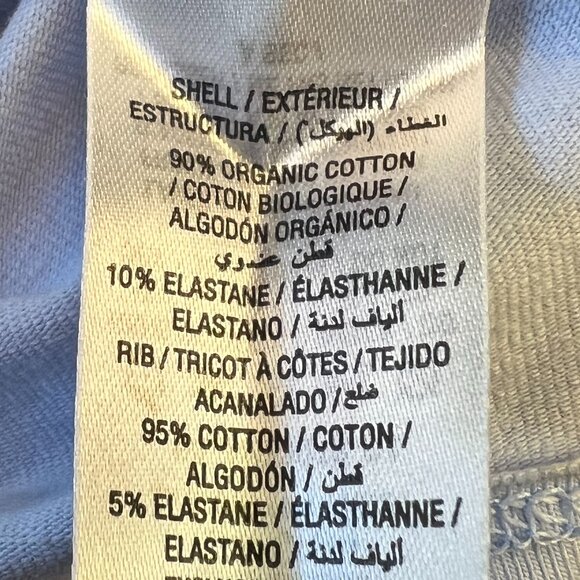 SHELL / EXTÉRIEUR /
ESTRUCTURA / الغطاء (الهيكل)
90% ORGANIC COTTON
/ COTON BIOLOGIQUE /
ALGODÓN ORGÁNICO /
قطن عضوي
10% ELASTANE / ÉLASTHANNE /
ELASTANO / ألياف لدنة
RIB / TRICOT À CÔTES / TEJIDO
ACANALADO / ضلع
95% COTTON / COTON /
ALGODÓN / قطن
5% ELASTANE / ÉLASTHANNE /
ELASTANO / ألياف لدنة